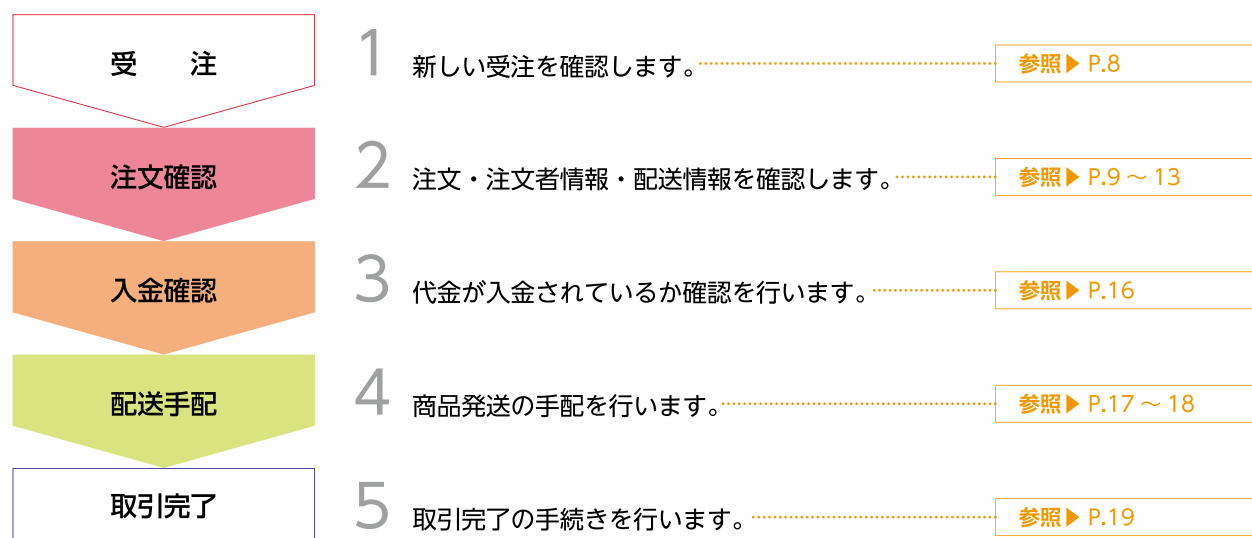 受　注
1 新しい受注を確認します。 参照▶ P.8
注文確認
2 注文・注文者情報・配送情報を確認します。 参照▶ P.9～13
入金確認
3 代金が入金されているか確認を行います。 参照▶ P.16
配送手配
4 商品発送の手配を行います。 参照▶ P.17～18
取引完了
5 取引完了の手続きを行います。 参照▶ P.19